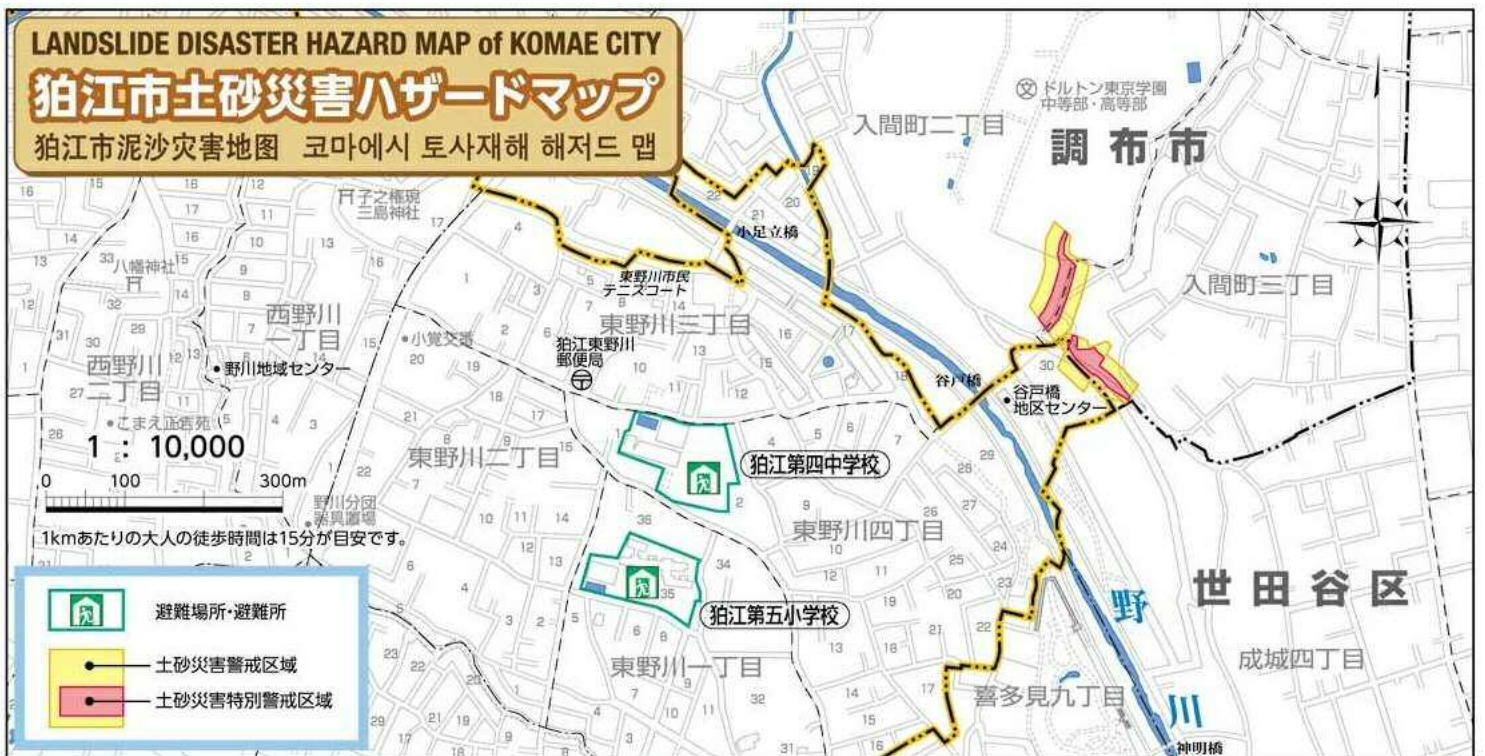 LANDSLIDE DISASTER HAZARD MAP of KOMAE CITY
狛江市土砂災害ハザードマップ
狛江市泥沙灾害地图 코마에시 토사재해 해저드 맵
ドルトン東京学園
中等部・高等部
入間町二丁目
調布市
子之権現
三島神社
小足立橋
八幡神社
東野川市民
テニスコート
入間町三丁目
西野川
一丁目
東野川三丁目
小覚交番
狛江東野川
郵便局
西野川
二丁目
野川地域センター
谷戸橋
谷戸橋
地区センター
こまえ正吉苑
1 : 10,000
0 100 300m
東野川二丁目
狛江第四中学校
野川分団
器具置場
1kmあたりの大人の徒歩時間は15分が目安です。
東野川四丁目
避難場所・避難所
狛江第五小学校
世田谷区
野川
土砂災害警戒区域
東野川一丁目
成城四丁目
土砂災害特別警戒区域
喜多見九丁目
神明橋